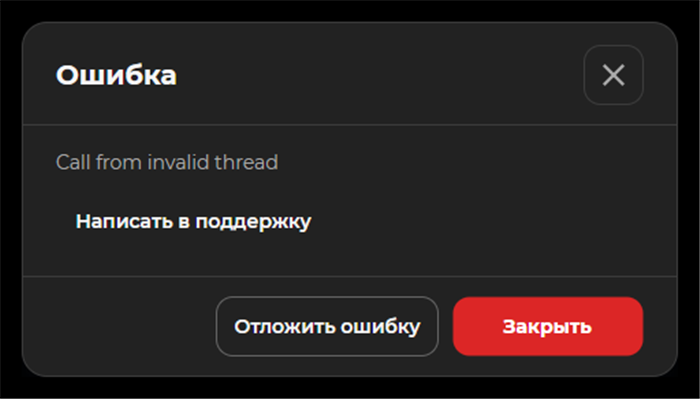 Ошибка
Call from invalid thread
Написать в поддержку
Отложить ошибку
Закрыть